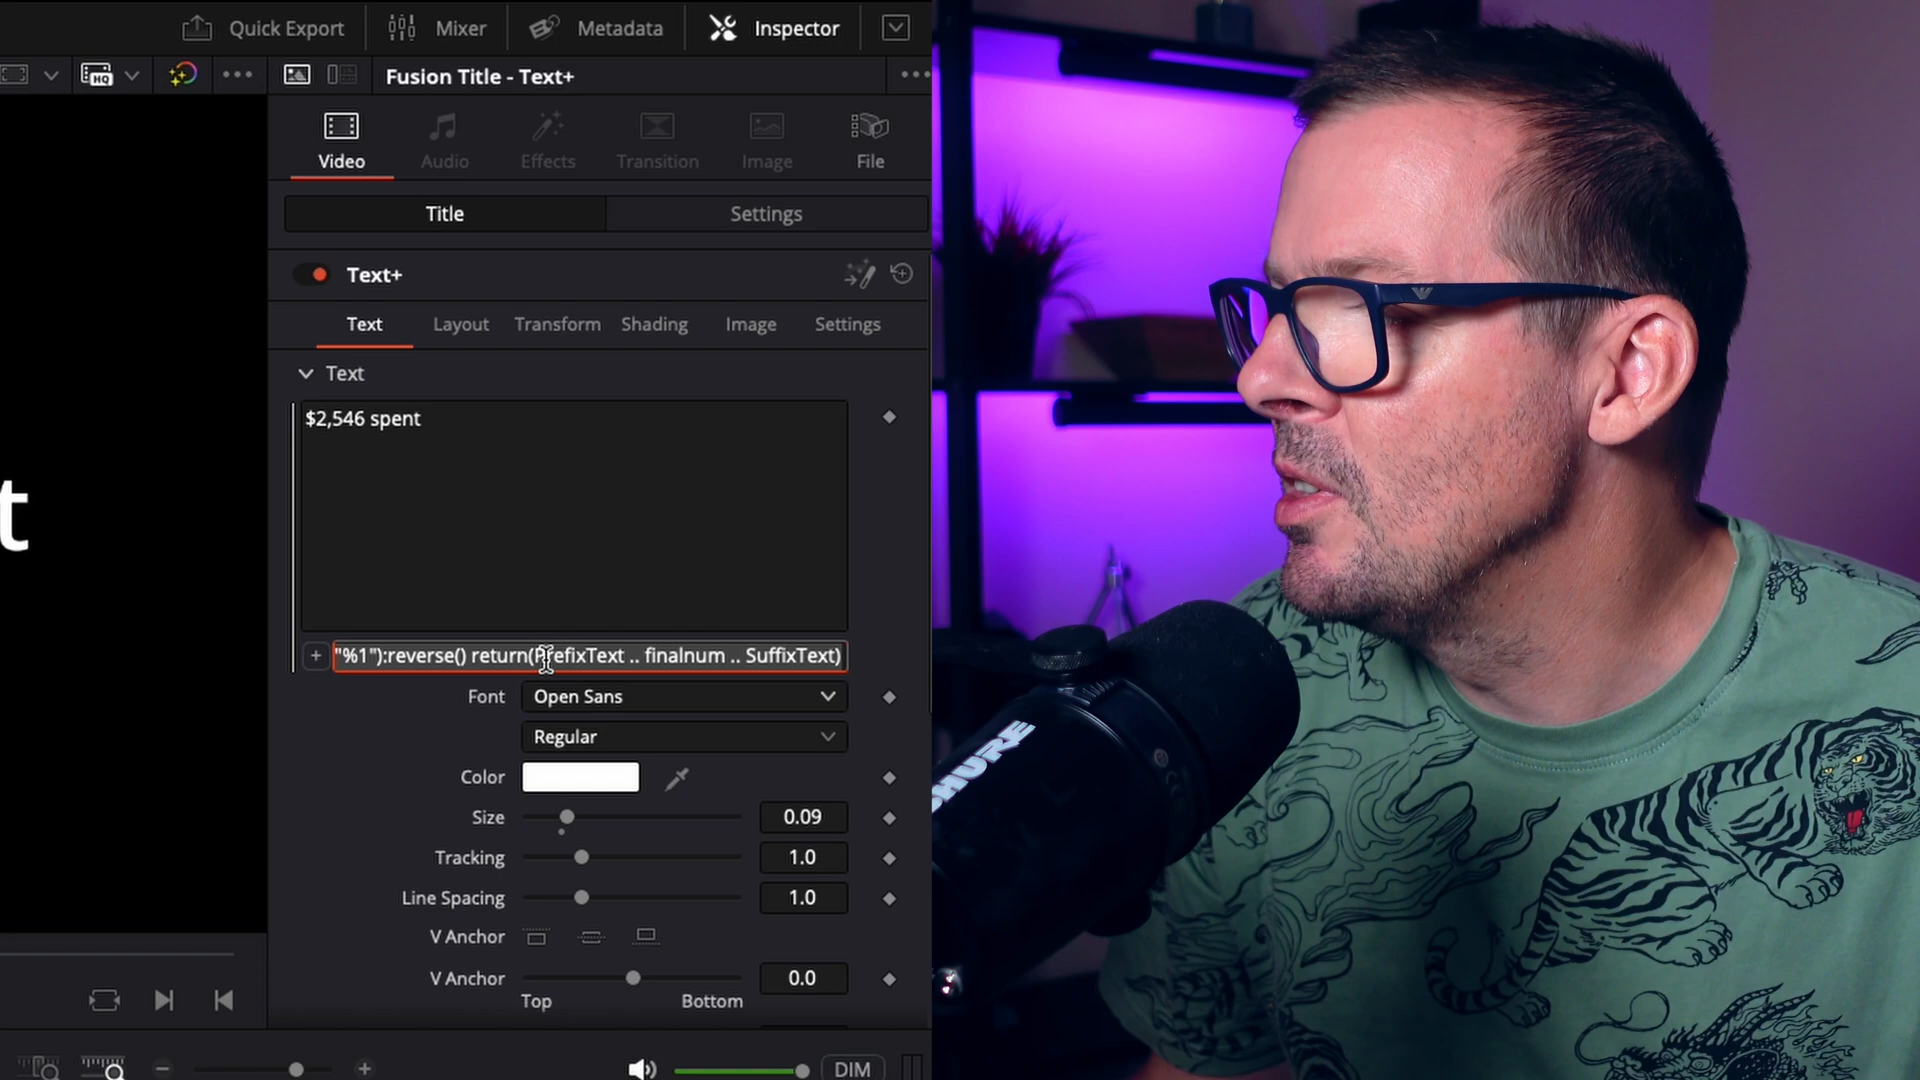 Quick Export
Mixer
Metadata
Inspector
HQ
Fusion Title - Text+
Video
Audio
Effects
Transition
Image
File
Title
Settings
Text+
Text
Layout
Transform
Shading
Image
Settings
Text
$2,546 spent
t
"%1"):reverse() return(PrefixText .. finalnum .. SuffixText)
Font
Open Sans
Regular
Color
Size
0.09
Tracking
1.0
Line Spacing
1.0
V Anchor
V Anchor
0.0
Top
Bottom
DIM
SHURE